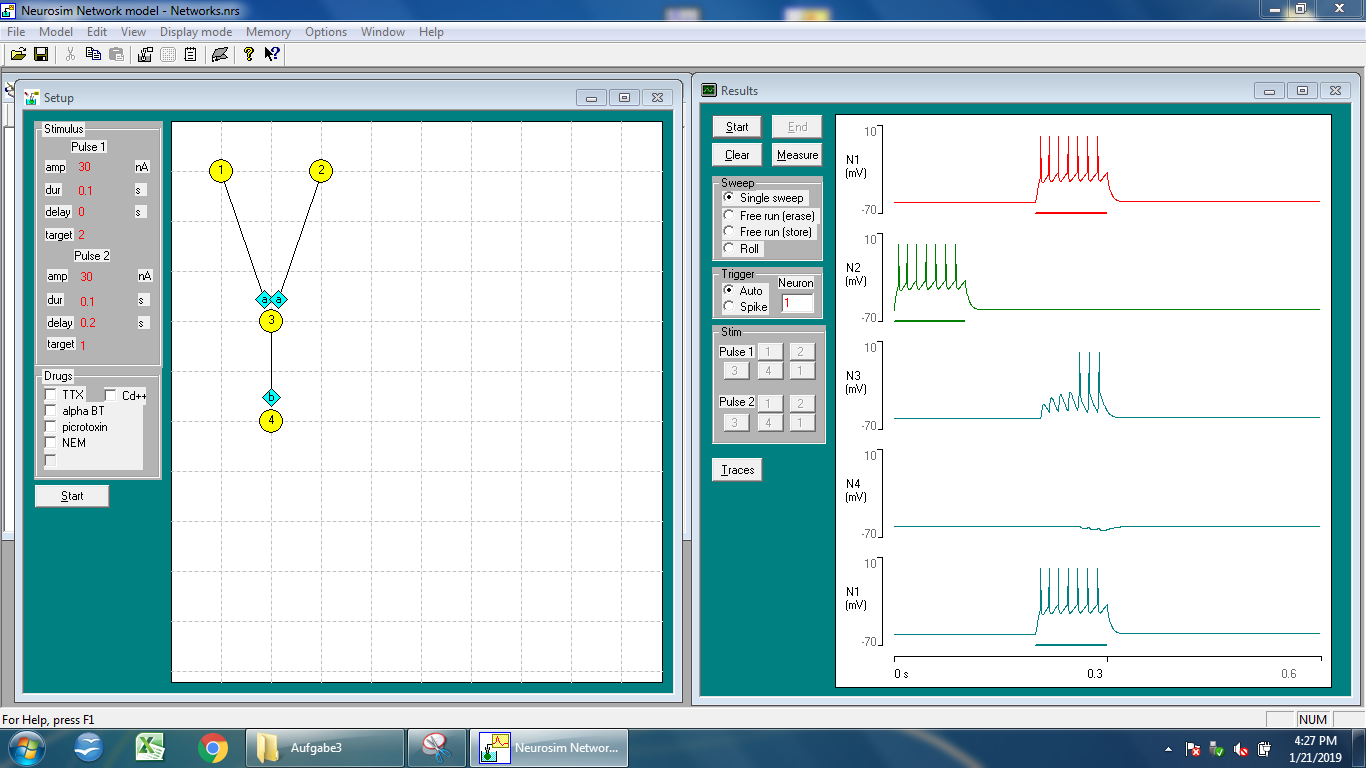 Neurosim Network model - Networks.nrs
File Model Edit View Display mode Memory Options Window Help
Setup
Stimulus
Pulse 1
amp 30 nA
dur 0.1 s
delay 0 s
target 2
Pulse 2
amp 30 nA
dur 0.1 s
delay 0.2 s
target 1
Drugs
TTX Cd++
alpha BT
picrotoxin
NEM
Start
1 2
a a
3
b
4
Results
Start End
Clear Measure
Sweep
Single sweep
Free run (erase)
Free run (store)
Roll
Trigger
Auto Neuron
Spike 1
Stim
Pulse 1 1 2
3 4 1
Pulse 2 1 2
3 4 1
Traces
10
N1
(mV)
-70
10
N2
(mV)
-70
10
N3
(mV)
-70
10
N4
(mV)
-70
10
N1
(mV)
-70
0 s 0.3 0.6
For Help, press F1 NUM
Aufgabe3 Neurosim Networ...
4:27 PM
1/21/2019